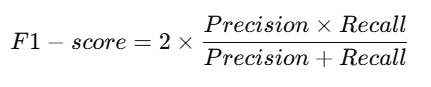 F1 − score = 2 × Precision × Recall / Precision + Recall